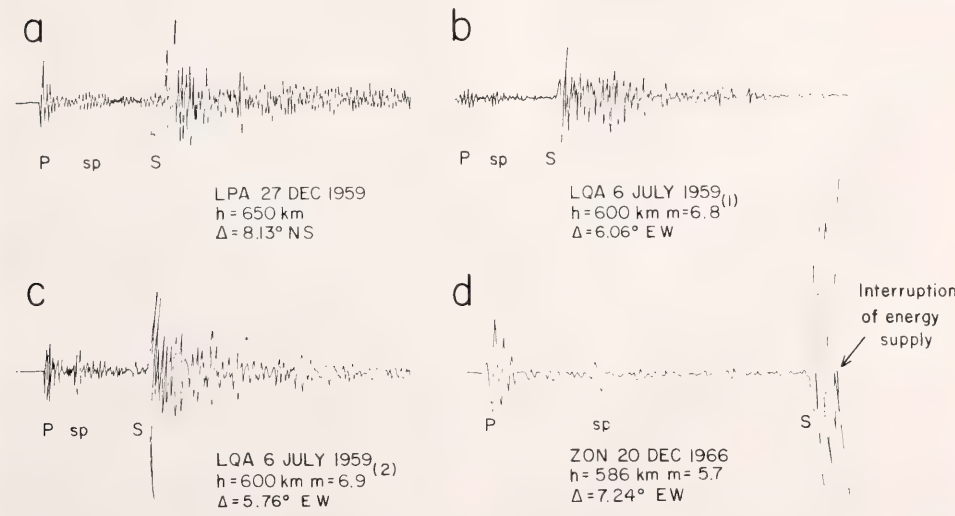 a
P sp S
LPA 27 DEC 1959
h = 650 km
Δ = 8.13° NS
b
P sp S
LQA 6 JULY 1959 (1)
h = 600 km m = 6.8
Δ = 6.06° EW
c
P sp S
LQA 6 JULY 1959 (2)
h = 600 km m = 6.9
Δ = 5.76° EW
d
Interruption
of energy
supply
P sp S
ZON 20 DEC 1966
h = 586 km m = 5.7
Δ = 7.24° EW